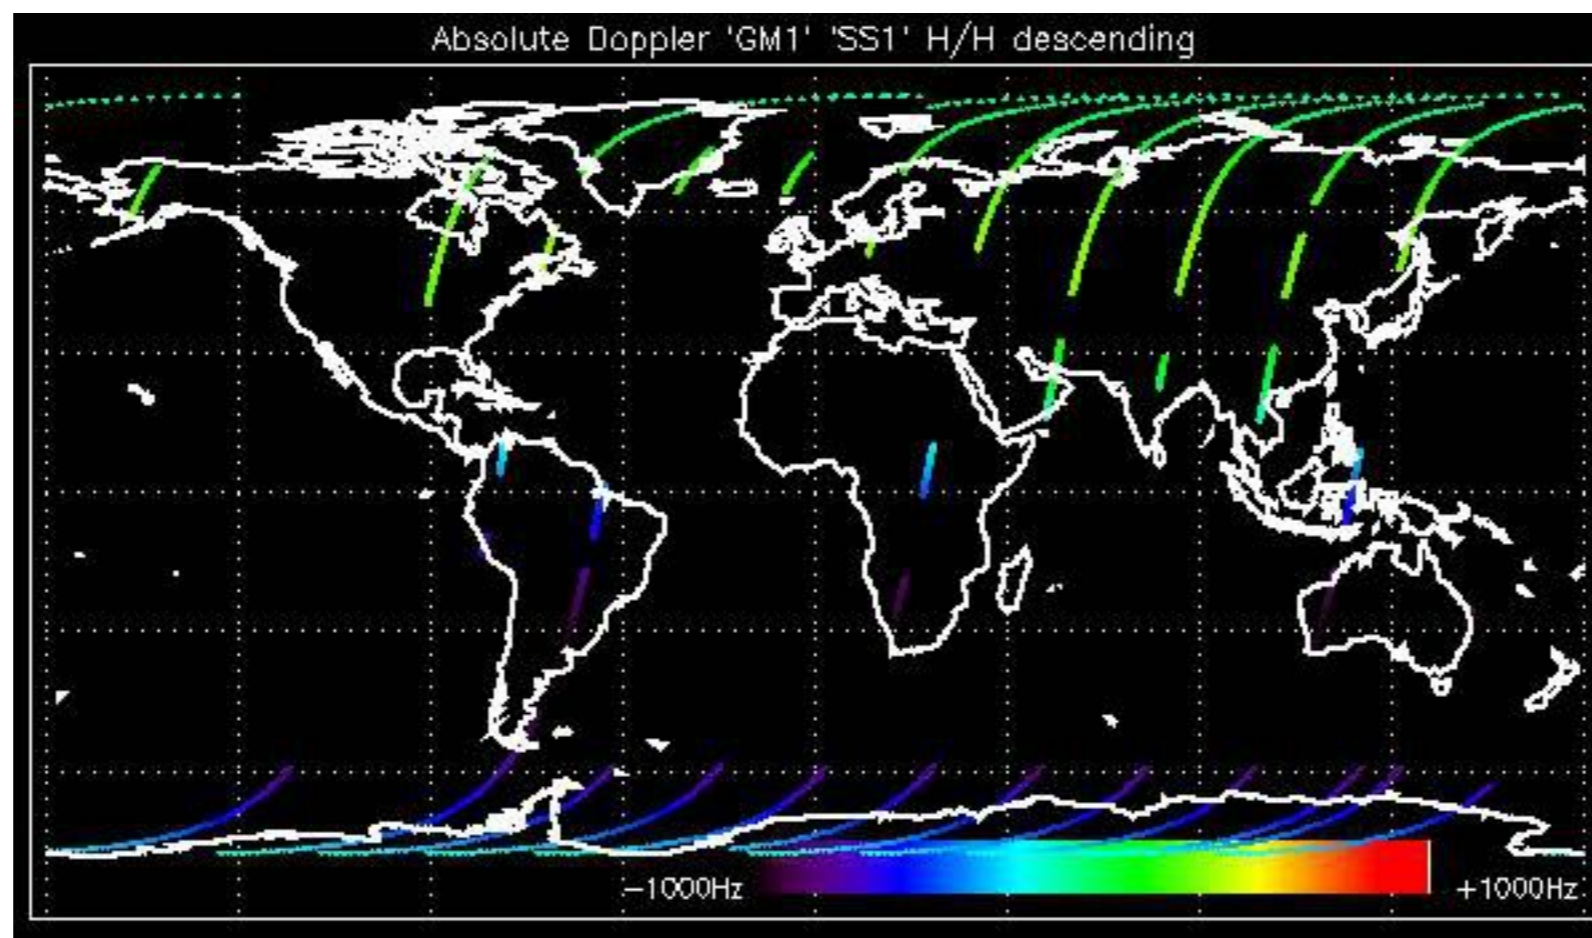 Absolute Doppler 'GM1' 'SS1' H/H descending
-1000Hz
+1000Hz